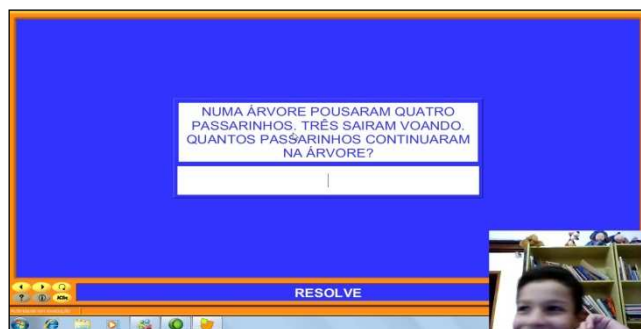 NUMA ÁRVORE POUSARAM QUATRO
PASSARINHOS. TRÊS SAIRAM VOANDO.
QUANTOS PASSARINHOS CONTINUARAM
NA ÁRVORE?
RESOLVE